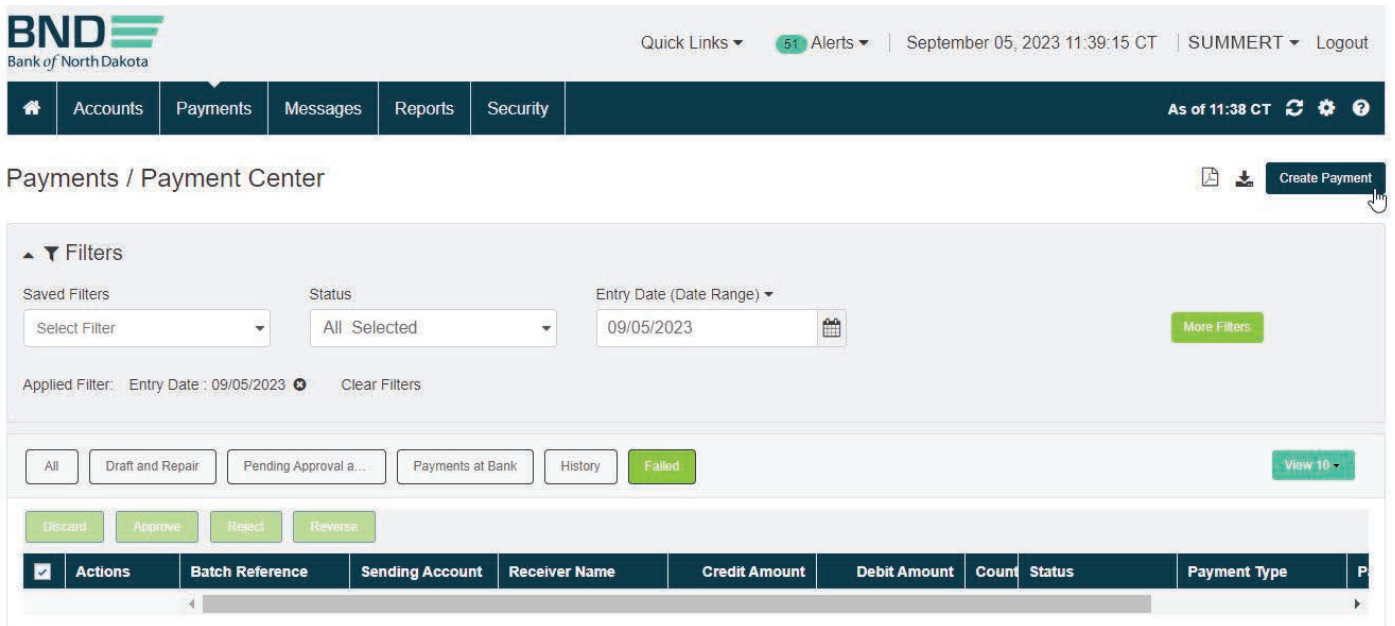 BND
Bank of North Dakota
Quick Links 51 Alerts | September 05, 2023 11:39:15 CT | SUMMERT Logout
Accounts Payments Messages Reports Security As of 11:38 CT
Payments / Payment Center Create Payment
Filters
Saved Filters Status Entry Date (Date Range)
Select Filter All Selected 09/05/2023 More Filters
Applied Filter: Entry Date : 09/05/2023 Clear Filters
All Draft and Repair Pending Approval a... Payments at Bank History Failed View 10
Discard Approve Reject Reverse
Actions Batch Reference Sending Account Receiver Name Credit Amount Debit Amount Count Status Payment Type P